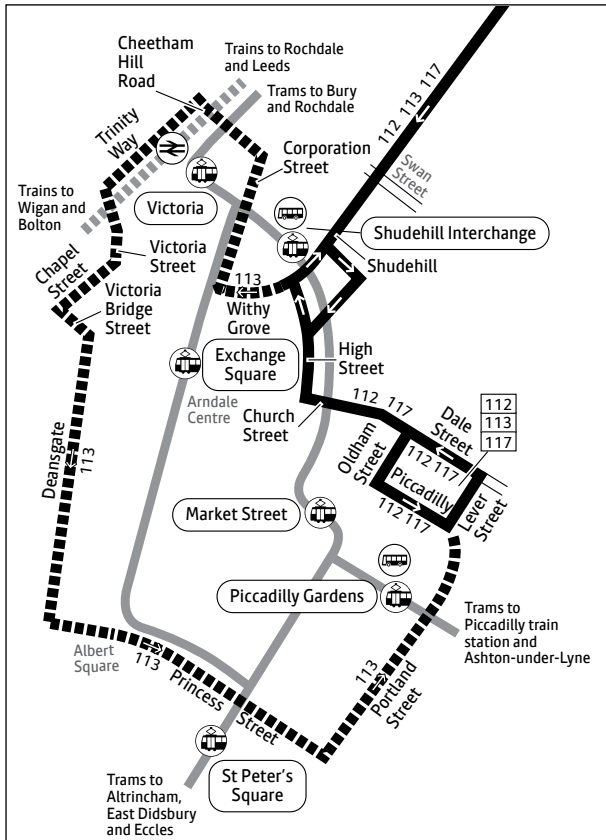 Cheetham
Hill
Road
Trains to Rochdale
and Leeds
Trams to Bury
and Rochdale
112 113 117
Trinity
Way
Corporation
Street
Swan
Street
Trains to
Wigan and
Bolton
Victoria
Shudehill Interchange
Shudehill
Victoria
Street
Chapel
Street
Victoria
Bridge
Street
113
Withy
Grove
Exchange
Square
High
Street
Arndale
Centre
Church
Street
112 117
Dale
Street
112
113
117
Oldham
Street
112 117
Piccadilly
112 117
Lever
Street
Deansgate
113
Market Street
Piccadilly Gardens
Trams to
Piccadilly train
station and
Ashton-under-Lyne
Albert
Square
113
Princess
Street
113
Portland
Street
St Peter's
Square
Trams to
Altrincham,
East Didsbury
and Eccles